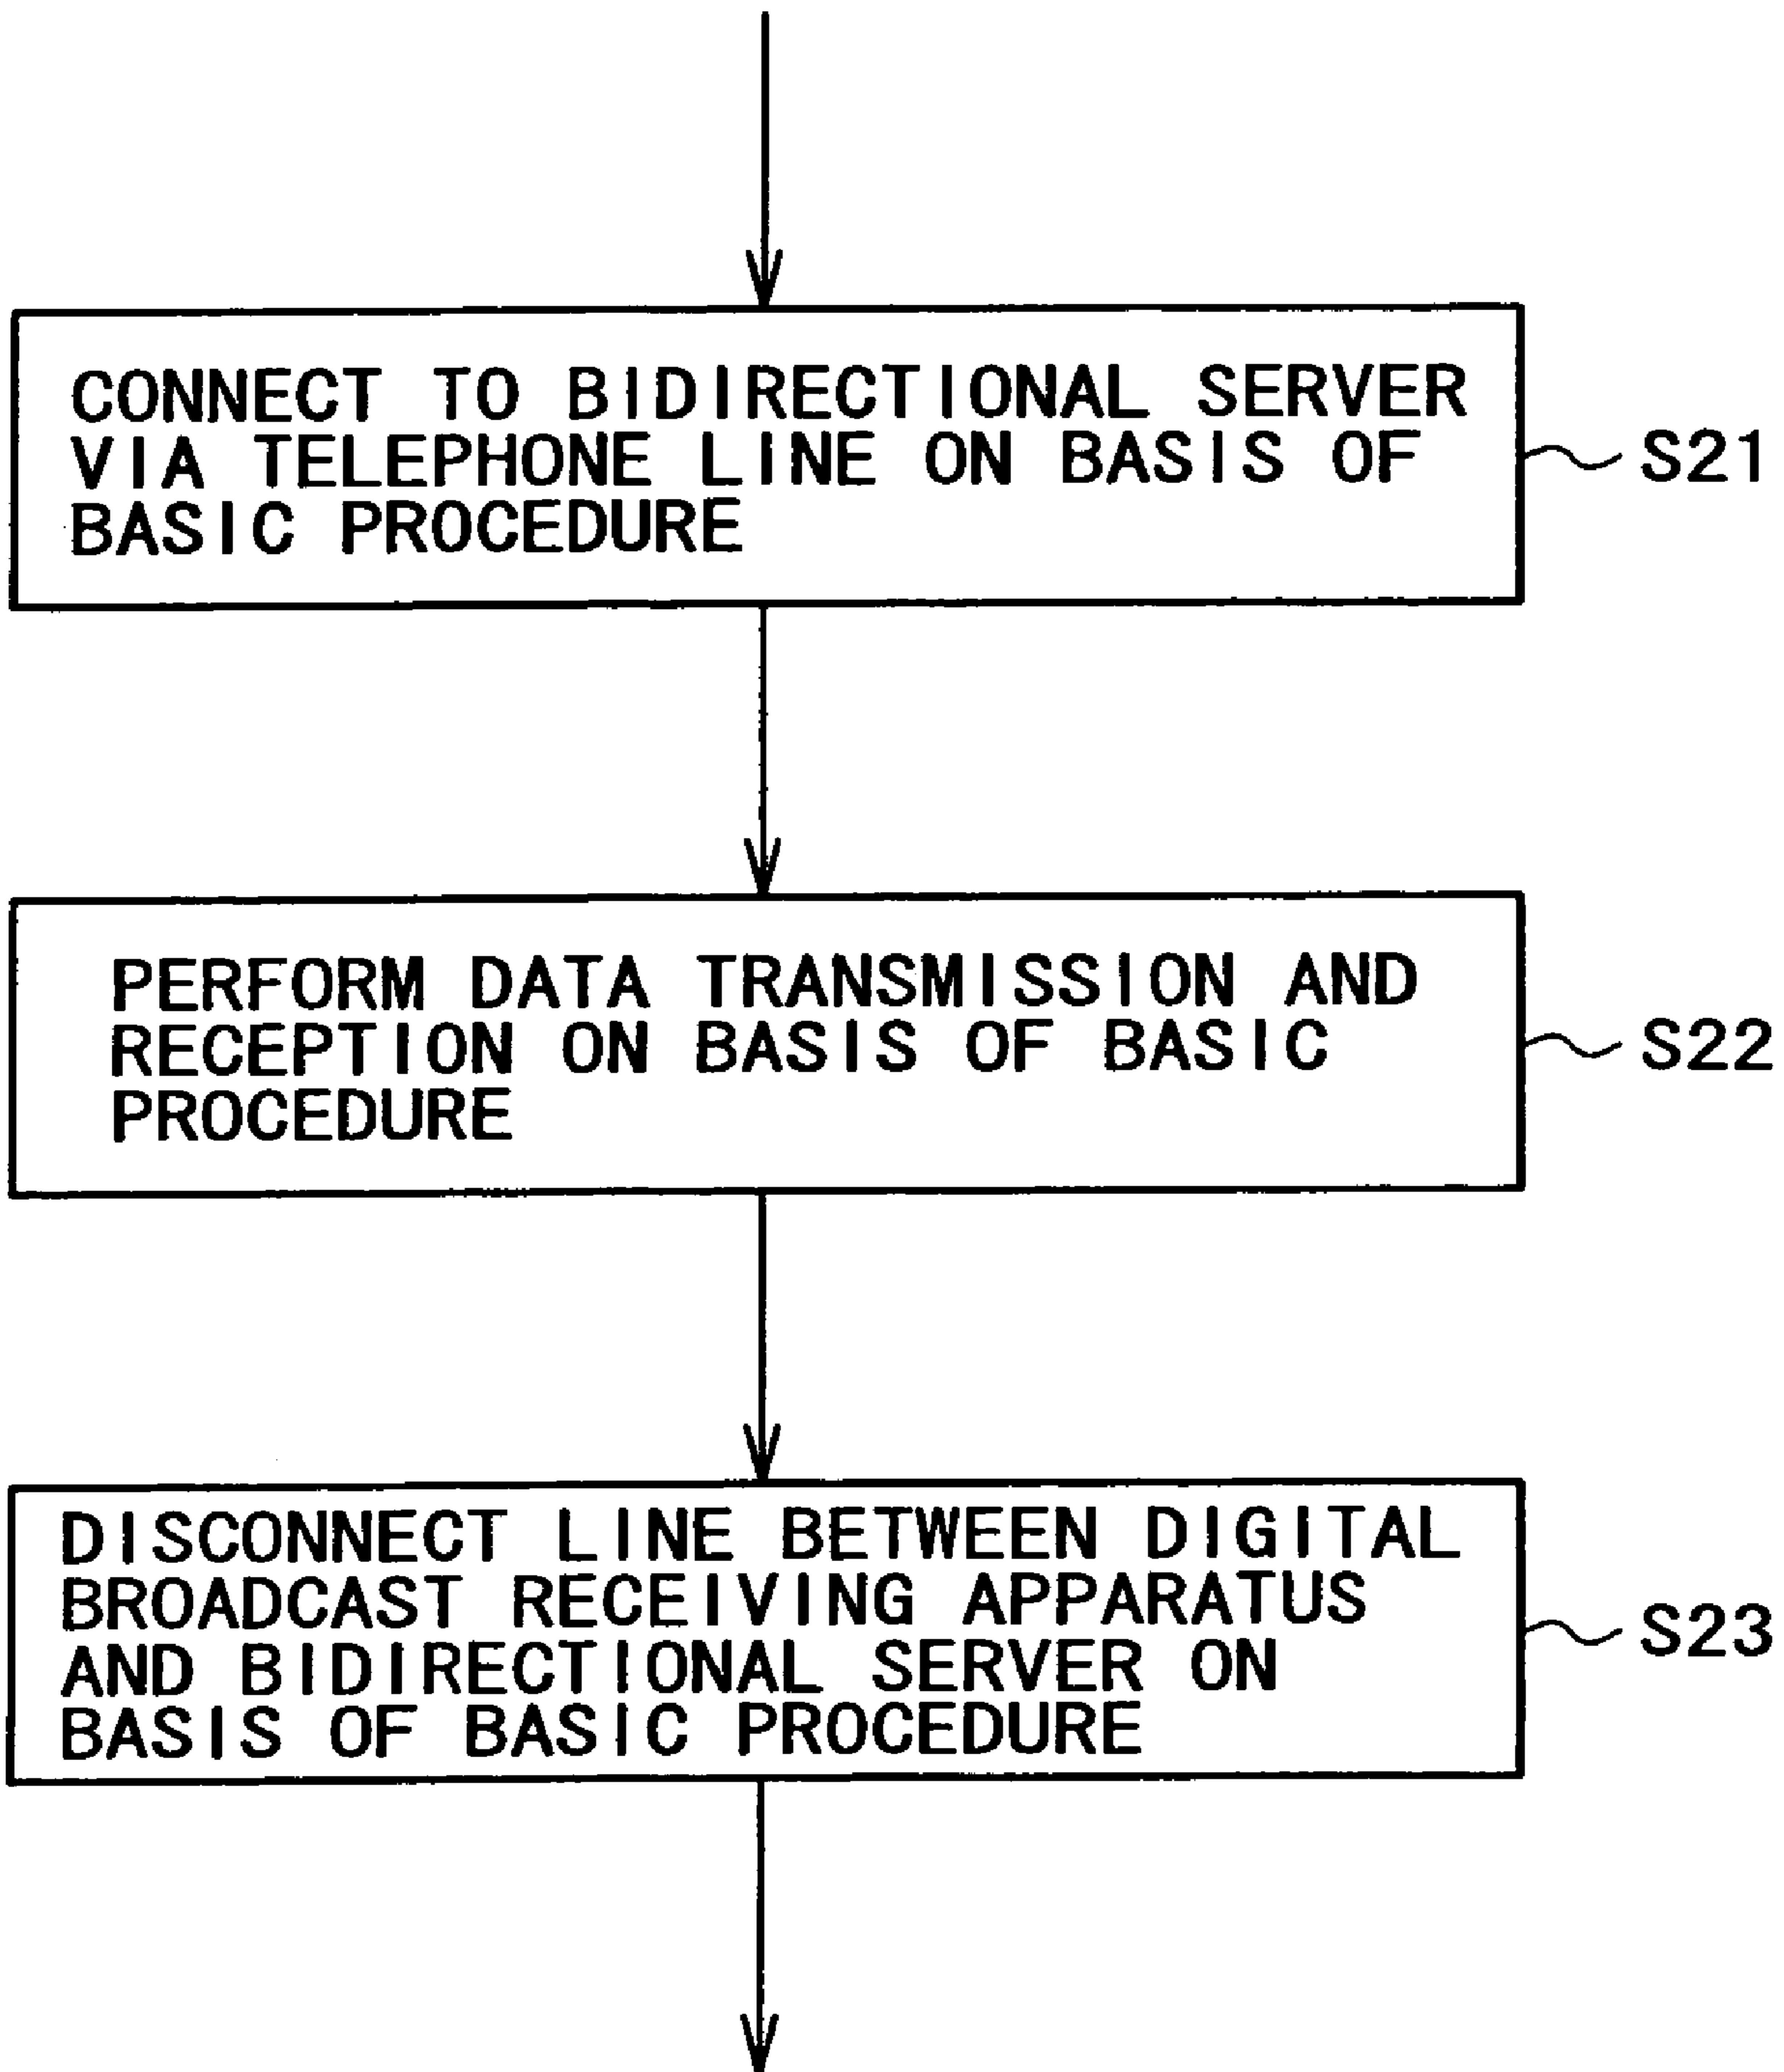 CONNECT TO BIDIRECTIONAL SERVER
VIA TELEPHONE LINE ON BASIS OF
BASIC PROCEDURE
S21
PERFORM DATA TRANSMISSION AND
RECEPTION ON BASIS OF BASIC
PROCEDURE
S22
DISCONNECT LINE BETWEEN DIGITAL
BROADCAST RECEIVING APPARATUS
AND BIDIRECTIONAL SERVER ON
BASIS OF BASIC PROCEDURE
S23